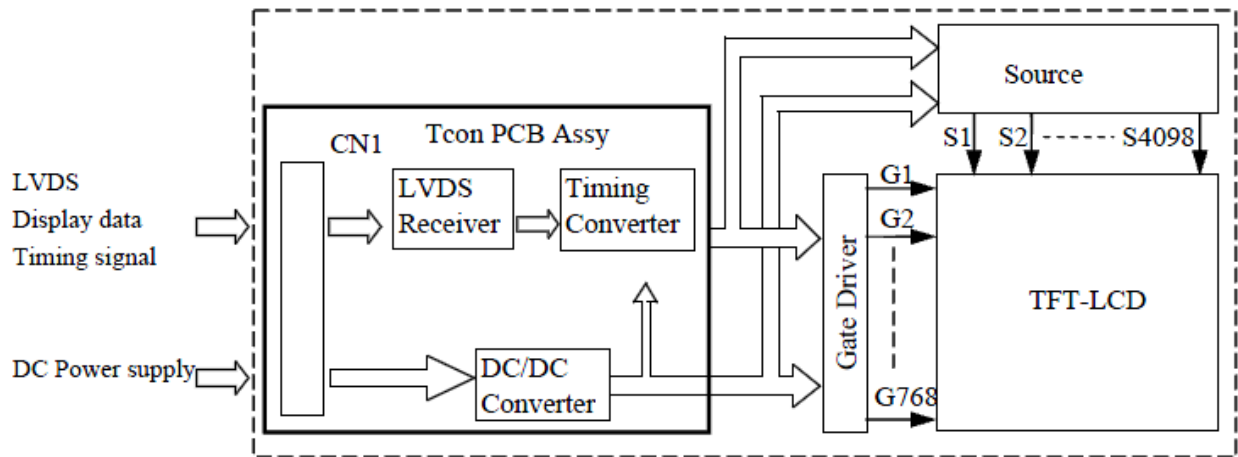 LVDS
Display data
Timing signal
DC Power supply
Tcon PCB Assy
CN1
LVDS
Receiver
Timing
Converter
DC/DC
Converter
Source
S1
S2
S4098
Gate Driver
G1
G2
G768
TFT-LCD